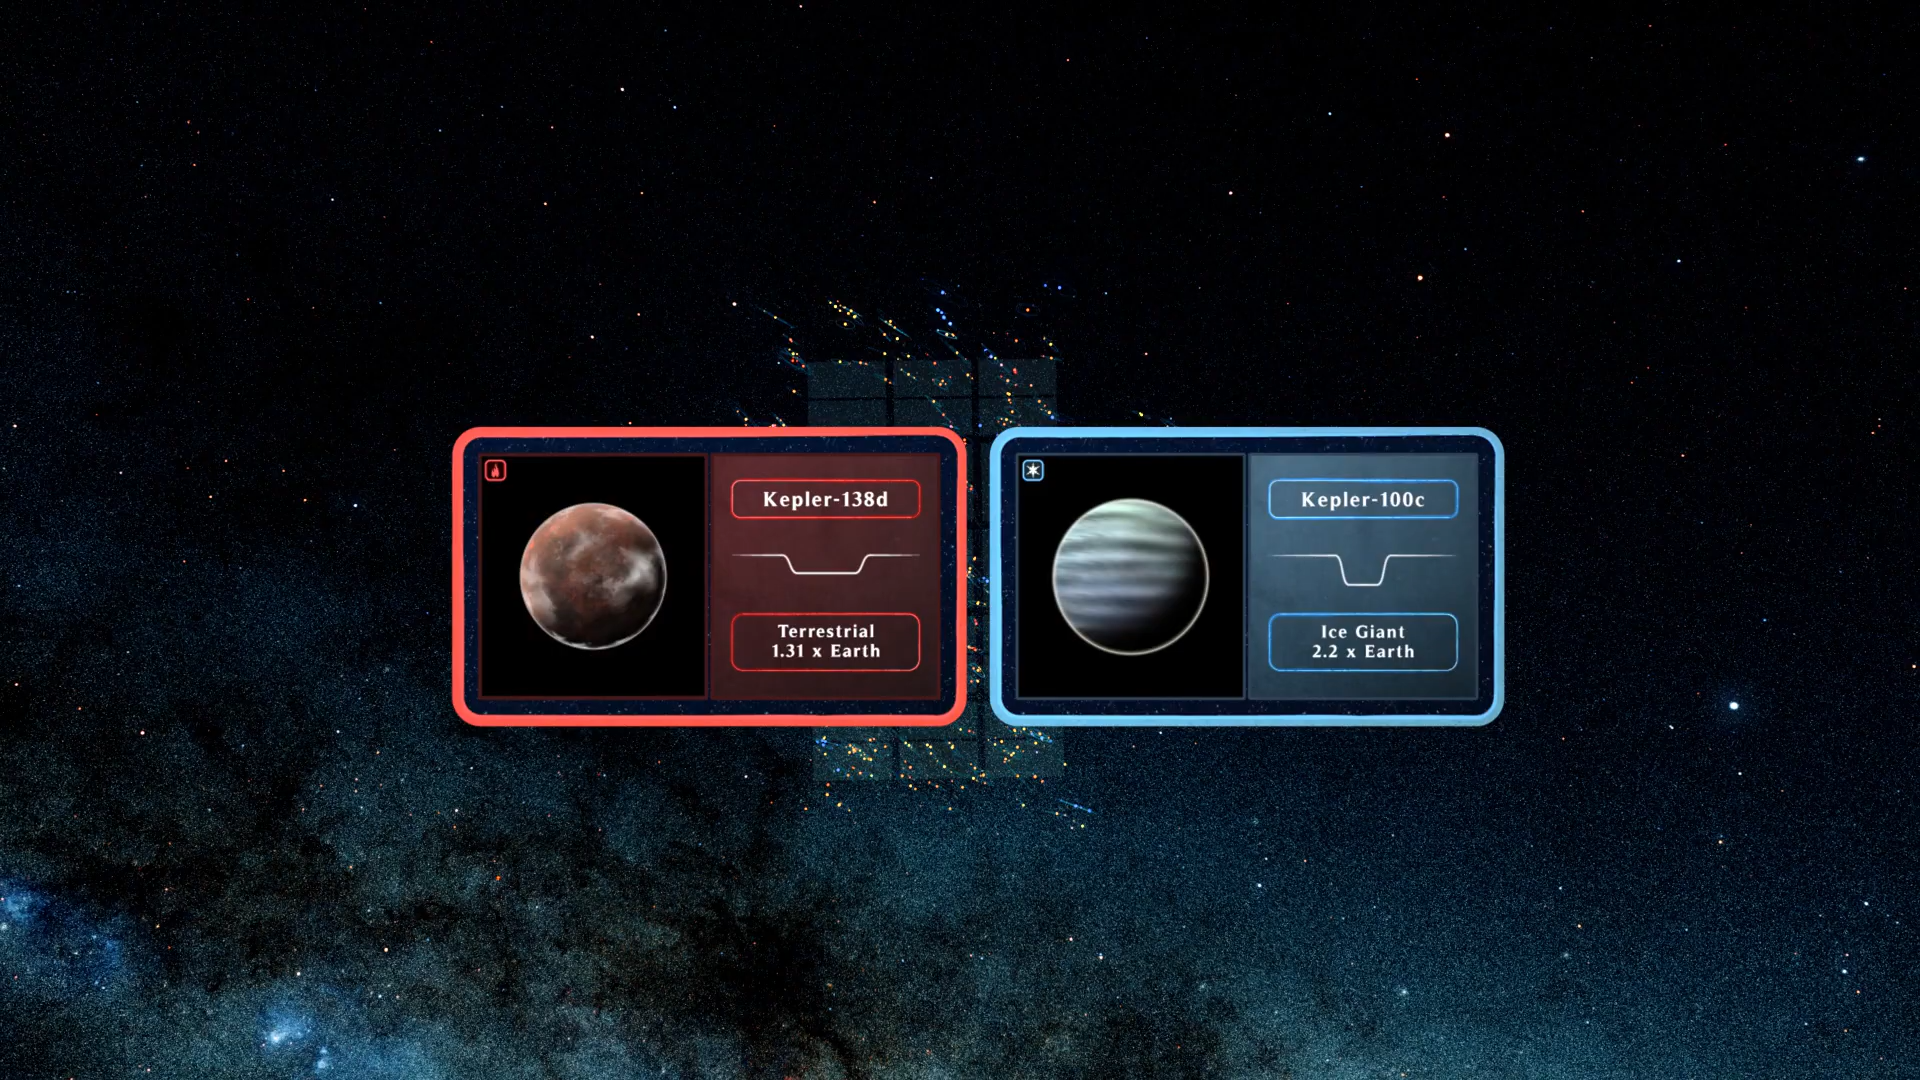 Kepler-138d
Terrestrial
1.31 x Earth
Kepler-100c
Ice Giant
2.2 x Earth